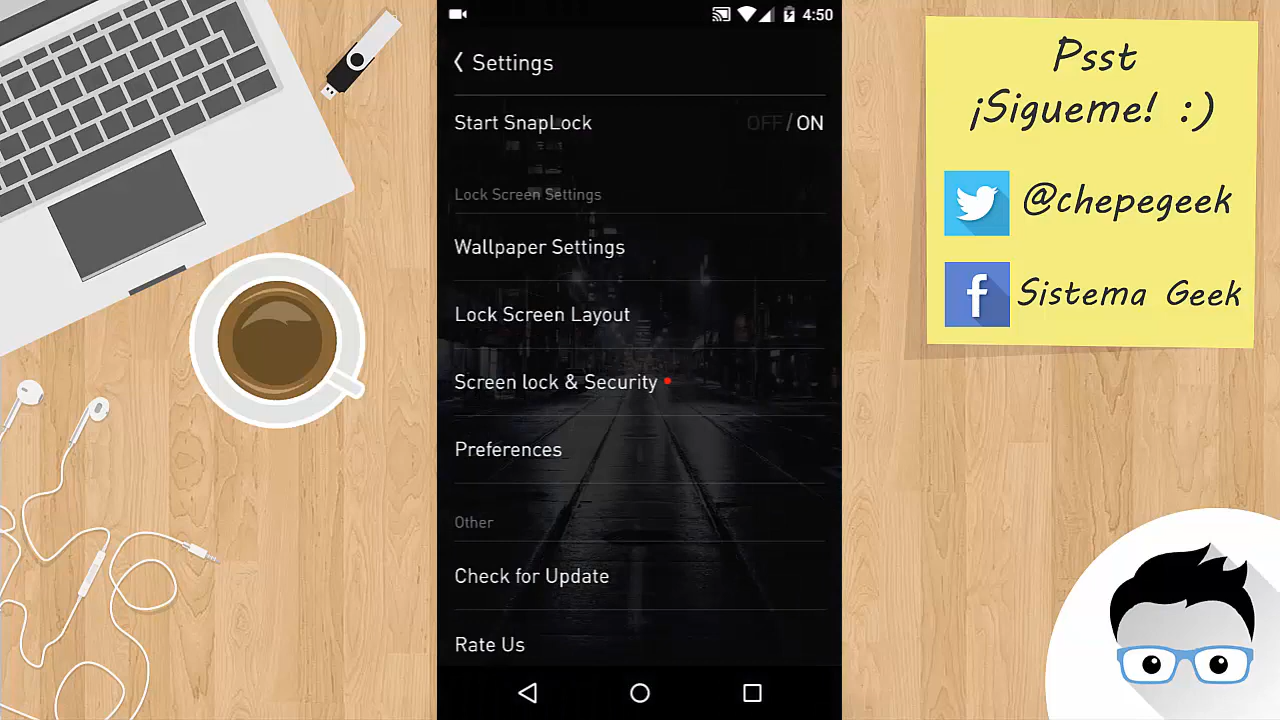 4:50
Settings
Start SnapLock OFF / ON
Lock Screen Settings
Wallpaper Settings
Lock Screen Layout
Screen lock & Security
Preferences
Other
Check for Update
Rate Us
Psst
¡Sigueme! :)
@chepegeek
f
Sistema Geek